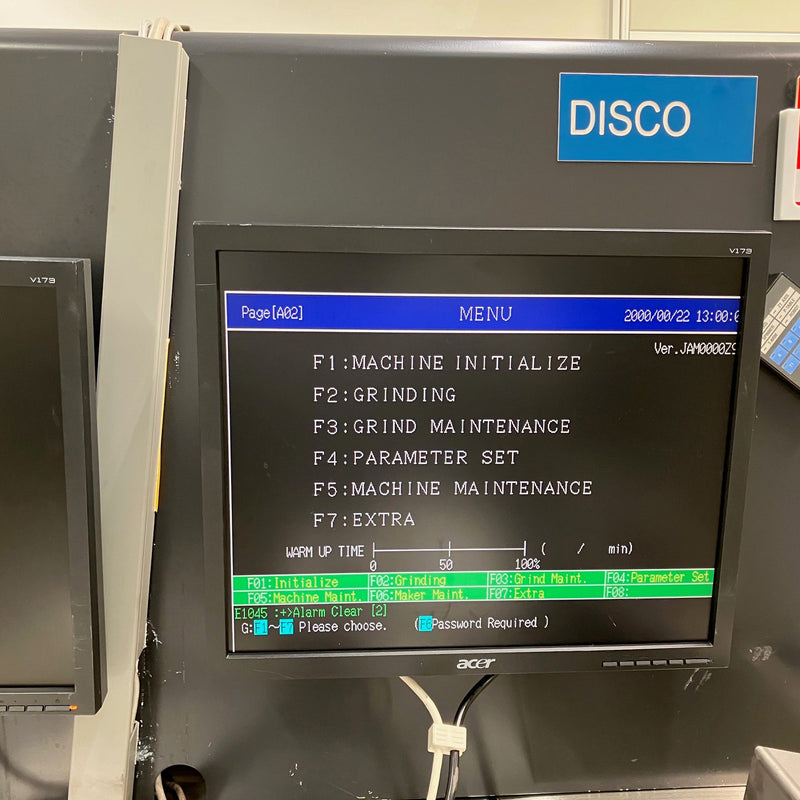 DISCO
V173
V173
Page[A02] MENU 2000/00/22 13:00:0
Ver.JAM0000Z9
F1:MACHINE INITIALIZE
F2:GRINDING
F3:GRIND MAINTENANCE
F4:PARAMETER SET
F5:MACHINE MAINTENANCE
F7:EXTRA
WARM UP TIME ( / min)
0 50 100%
F01:Initialize F02:Grinding F03:Grind Maint. F04:Parameter Set
F05:Machine Maint. F06:Maker Maint. F07:Extra F08:
E1045 :+>Alarm Clear [2]
G:F1~F7 Please choose. (F6Password Required )
acer